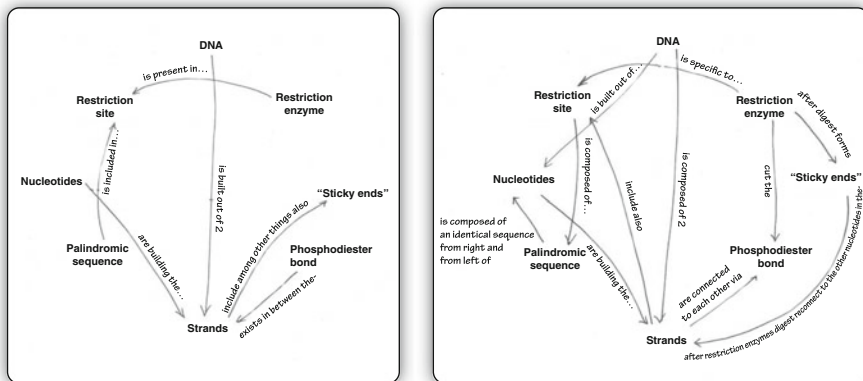 DNA
is present in...
Restriction
site
Restriction
enzyme
is included in...
is built out of 2
Nucleotides
"Sticky ends"
Palindromic
sequence
are building the...
include among other things also
Phosphodiester
bond
exists in between the-
Strands
DNA
is specific to...
is built out of...
Restriction
site
Restriction
enzyme
after digest forms
is composed of...
include also
is composed of 2
cut the
Nucleotides
"Sticky ends"
is composed of
an identical sequence
from right and
from left of
Palindromic
sequence
are building the...
Phosphodiester
bond
are connected
to each other via
Strands
after restriction enzymes digest reconnect to the other nucleotides in the-